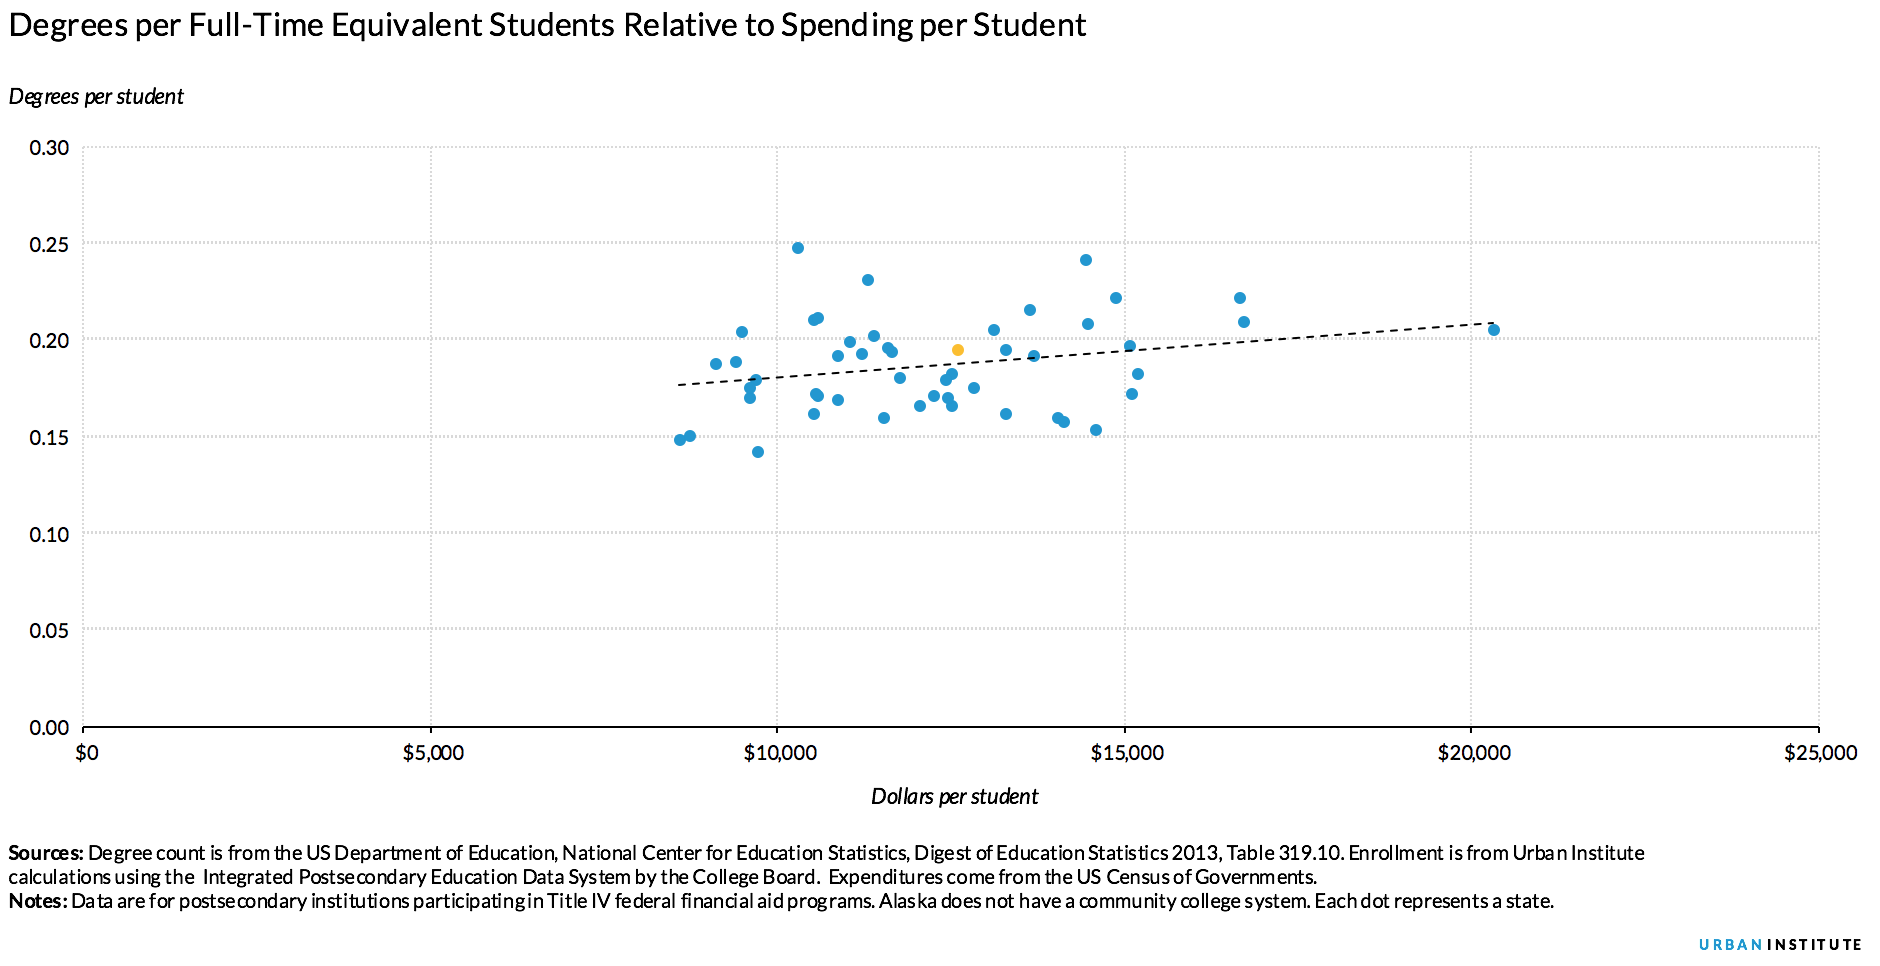 Degrees per Full-Time Equivalent Students Relative to Spending per Student
Degrees per student
0.30
0.25
0.20
0.15
0.10
0.05
0.00
$0 $5,000 $10,000 $15,000 $20,000 $25,000
Dollars per student
Sources: Degree count is from the US Department of Education, National Center for Education Statistics, Digest of Education Statistics 2013, Table 319.10. Enrollment is from Urban Institute
calculations using the Integrated Postsecondary Education Data System by the College Board. Expenditures come from the US Census of Governments.
Notes: Data are for postsecondary institutions participating in Title IV federal financial aid programs. Alaska does not have a community college system. Each dot represents a state.
URBAN INSTITUTE